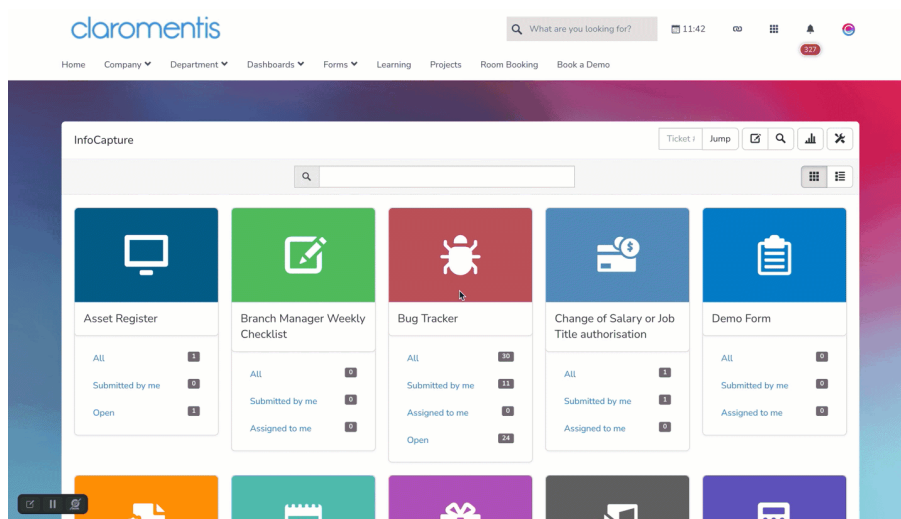 claromentis
What are you looking for?
11:42
327
Home Company Department Dashboards Forms Learning Projects Room Booking Book a Demo
InfoCapture
Ticket
Jump
Asset Register
All 1
Submitted by me 0
Open 1
Branch Manager Weekly
Checklist
All 0
Submitted by me 0
Assigned to me 0
Bug Tracker
All 30
Submitted by me 11
Assigned to me 0
Open 24
Change of Salary or Job
Title authorisation
All 1
Submitted by me 1
Assigned to me 0
Demo Form
All 0
Submitted by me 0
Assigned to me 0